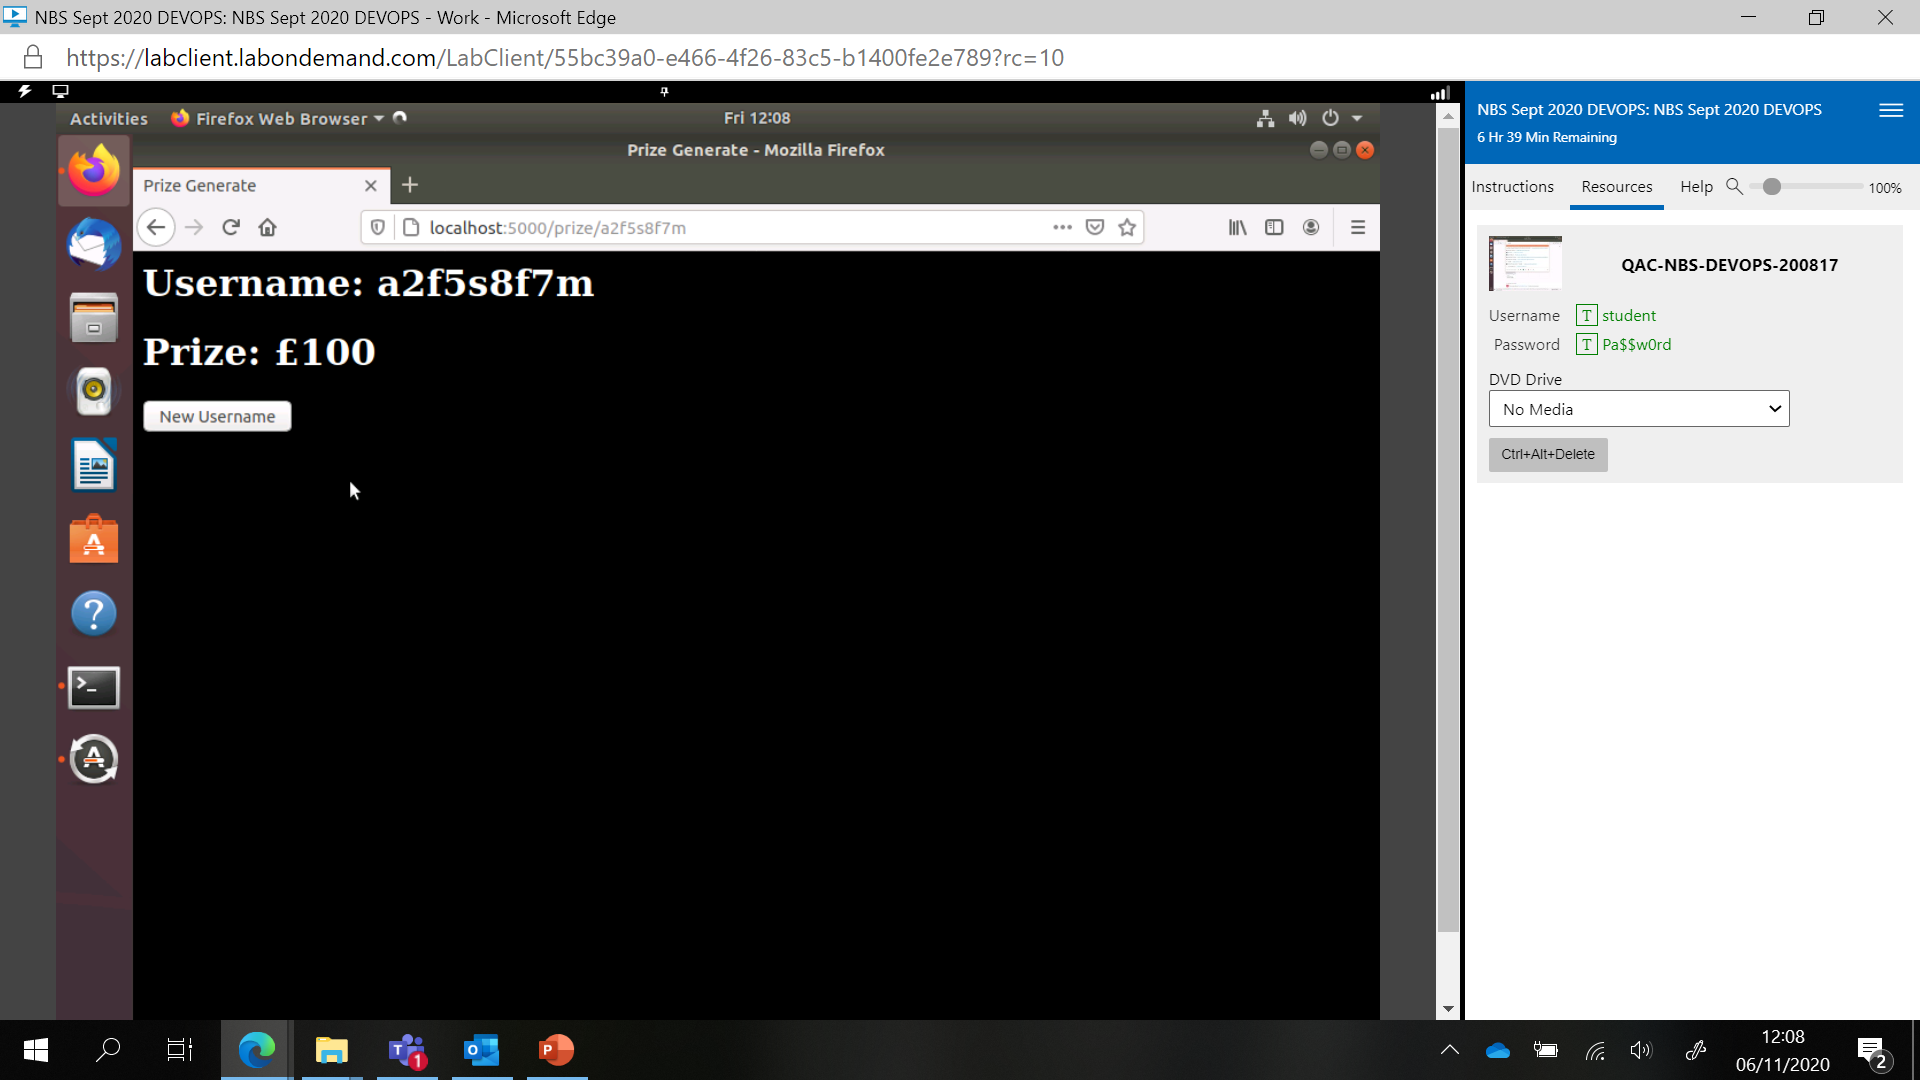 NBS Sept 2020 DEVOPS: NBS Sept 2020 DEVOPS - Work - Microsoft Edge
https://labclient.labondemand.com/LabClient/55bc39a0-e466-4f26-83c5-b1400fe2e789?rc=10
Activities
Firefox Web Browser
Fri 12:08
Prize Generate - Mozilla Firefox
Prize Generate
localhost:5000/prize/a2f5s8f7m
Username: a2f5s8f7m
Prize: £100
New Username
NBS Sept 2020 DEVOPS: NBS Sept 2020 DEVOPS
6 Hr 39 Min Remaining
Instructions Resources Help 100%
QAC-NBS-DEVOPS-200817
Username T student
Password T Pa$$w0rd
DVD Drive
No Media
Ctrl+Alt+Delete
1
12:08
06/11/2020
2